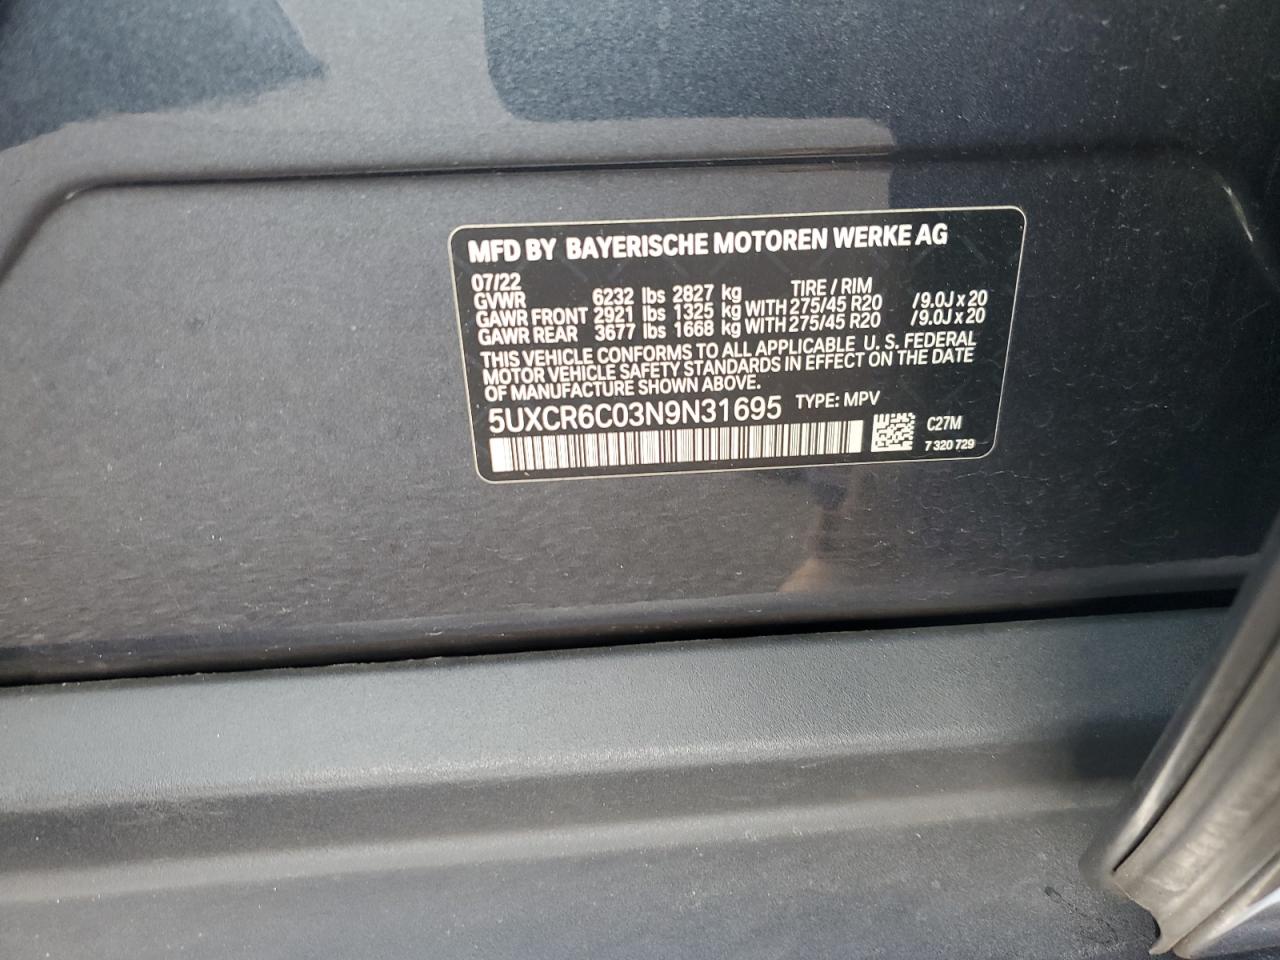 MFD BY BAYERISCHE MOTOREN WERKE AG
07/22
GVWR 6232 lbs 2827 kg TIRE / RIM
GAWR FRONT 2921 lbs 1325 kg WITH 275/45 R20 /9.0J x 20
GAWR REAR 3677 lbs 1668 kg WITH 275/45 R20 /9.0J x 20
THIS VEHICLE CONFORMS TO ALL APPLICABLE U. S. FEDERAL
MOTOR VEHICLE SAFETY STANDARDS IN EFFECT ON THE DATE
OF MANUFACTURE SHOWN ABOVE.
5UXCR6C03N9N31695 TYPE: MPV
C27M
7 320 729